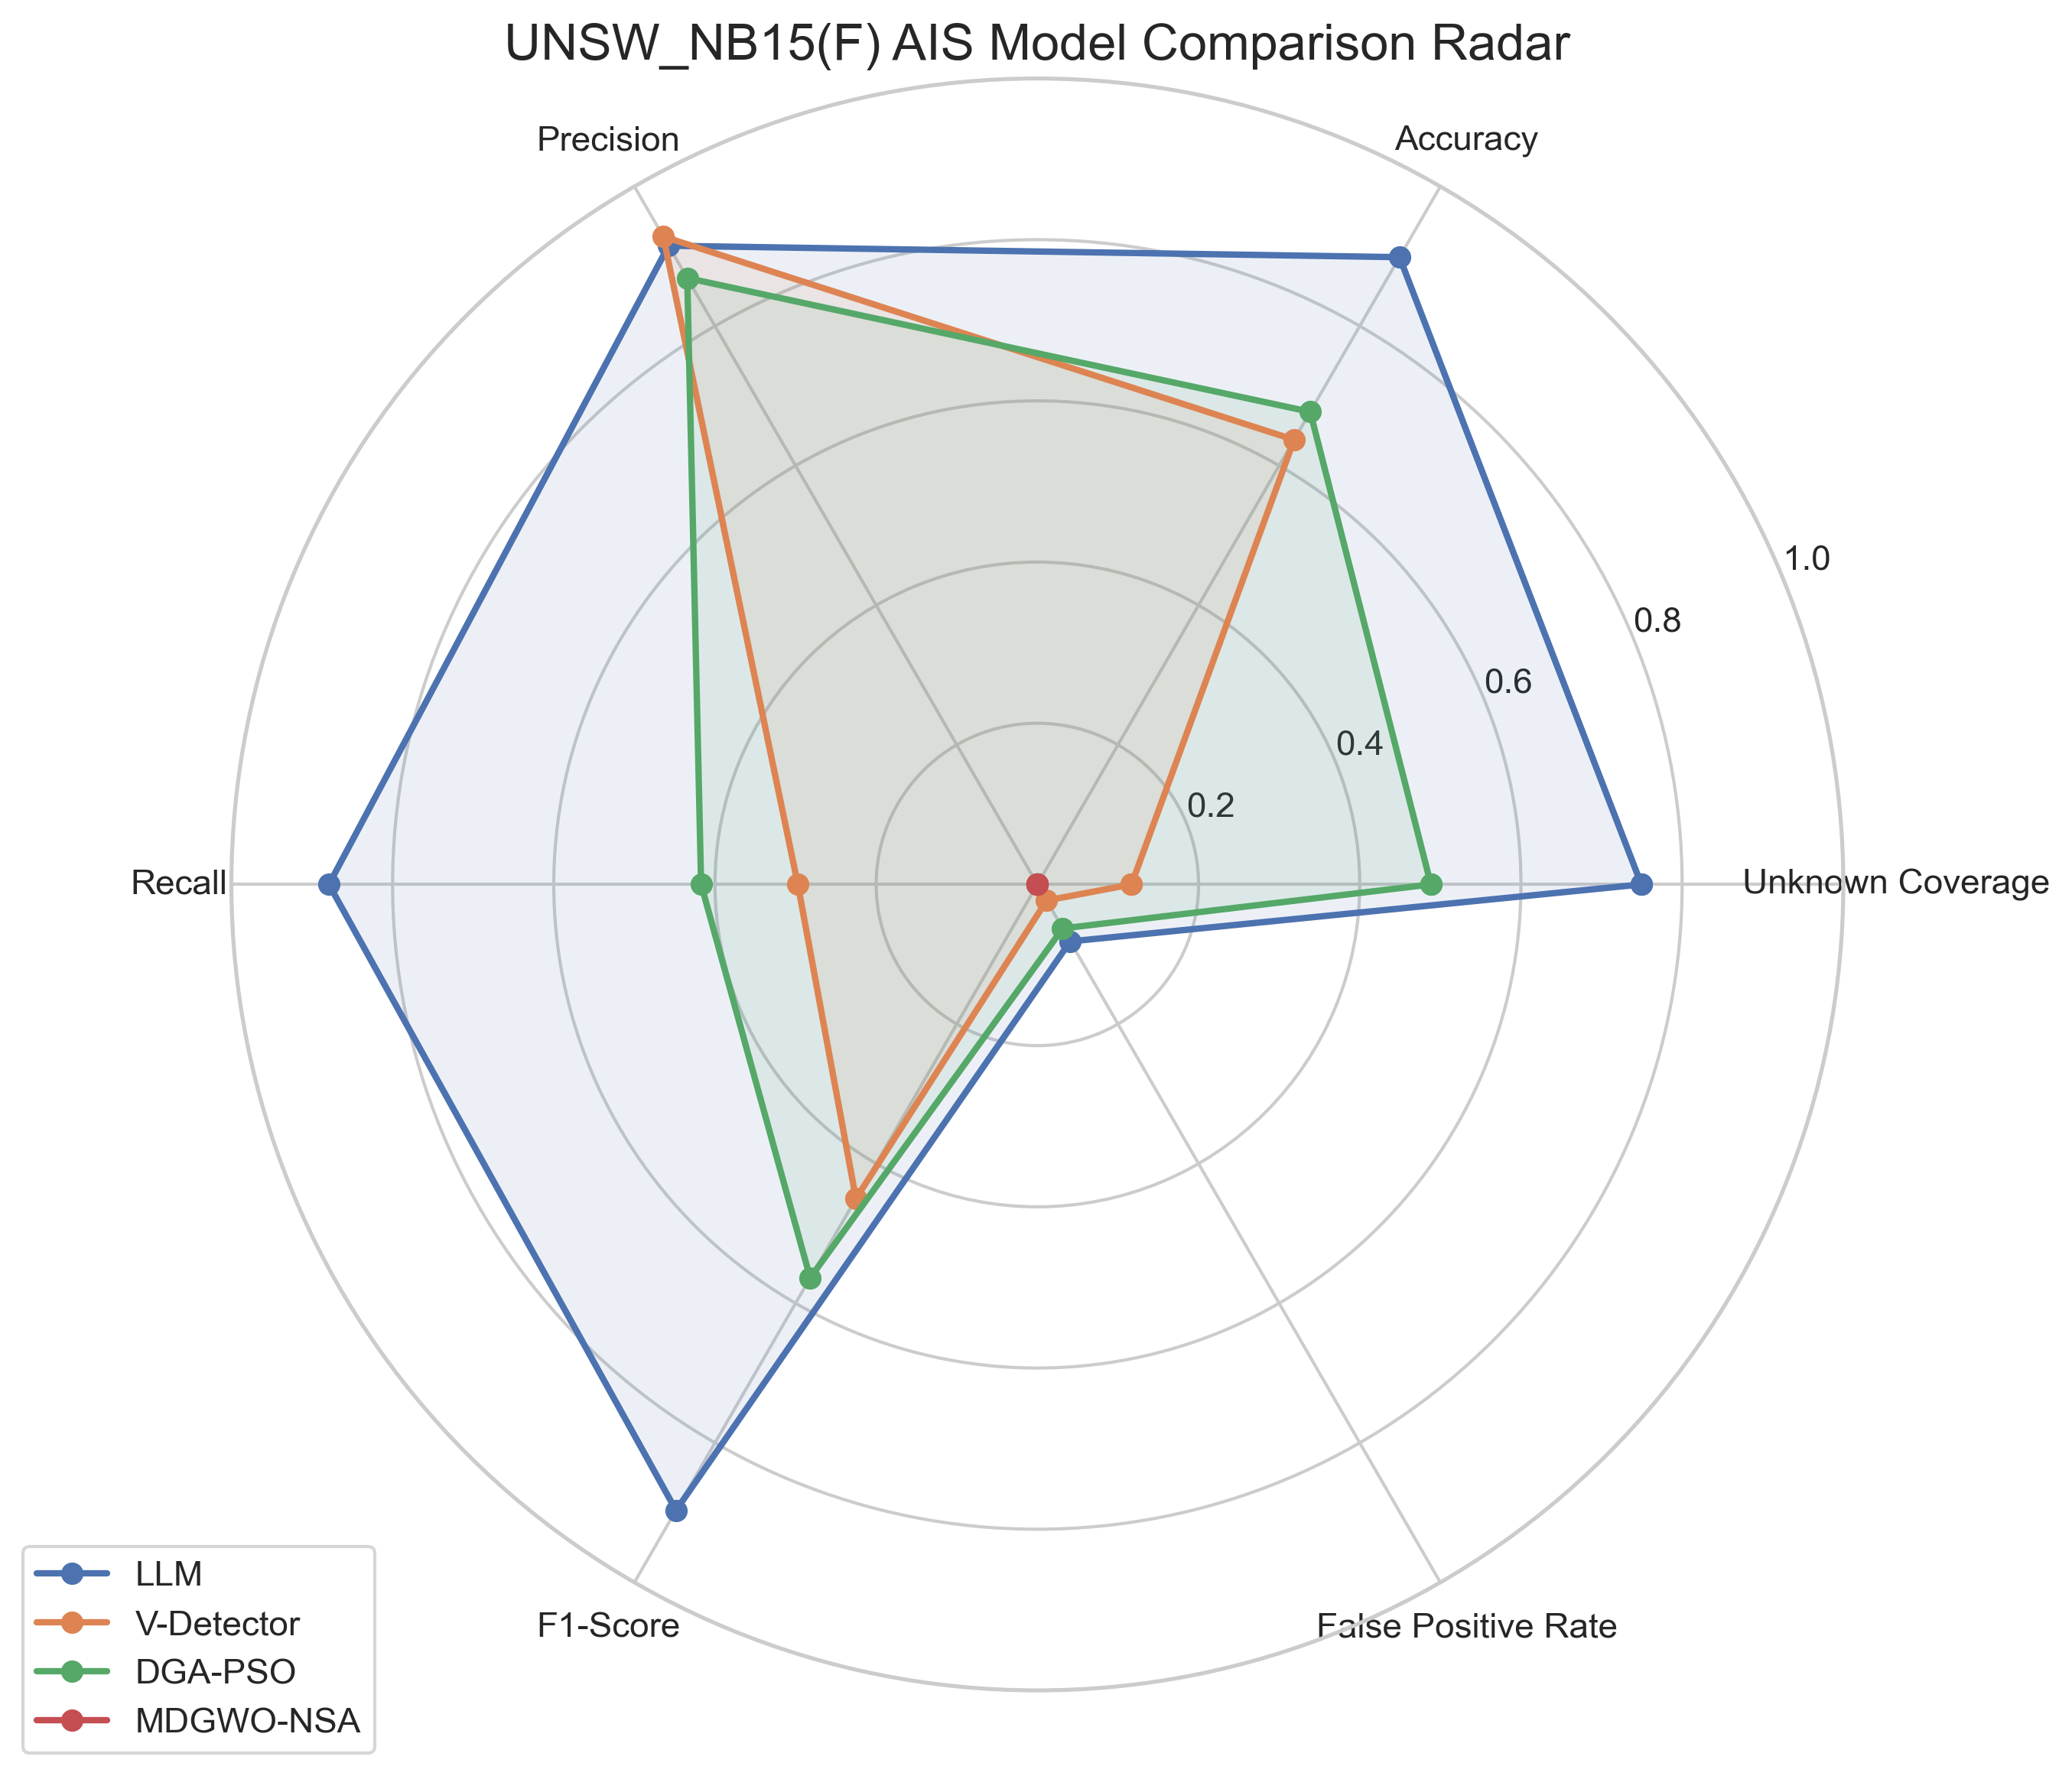 UNSW_NB15(F) AIS Model Comparison Radar
Precision
Accuracy
1.0
0.8
0.6
0.4
0.2
Recall
Unknown Coverage
F1-Score
False Positive Rate
LLM
V-Detector
DGA-PSO
MDGWO-NSA